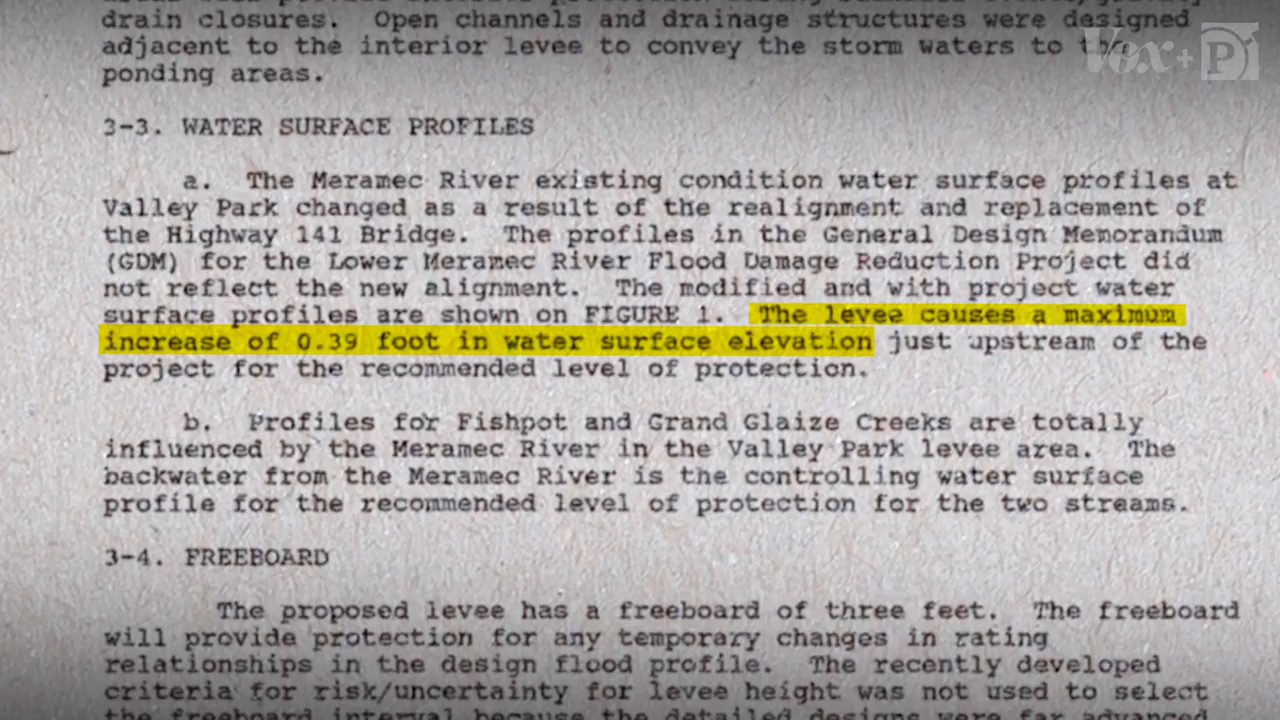 drain closures. Open channels and drainage structures were designed
adjacent to the interior levee to convey the storm waters to the
ponding areas.
Vox+P
3-3. WATER SURFACE PROFILES
a. The Meramec River existing condition water surface profiles at
Valley Park changed as a result of the realignment and replacement of
the Highway 141 Bridge. The profiles in the General Design Memorandum
(GDM) for the Lower Meramec River Flood Damage Reduction Project did
not reflect the new alignment. The modified and with project water
surface profiles are shown on FIGURE 1. The levee causes a maximum
increase of 0.39 foot in water surface elevation just upstream of the
project for the recommended level of protection.
b. Profiles for Fishpot and Grand Glaize Creeks are totally
influenced by the Meramec River in the Valley Park levee area. The
backwater from the Meramec River is the controlling water surface
profile for the recommended level of protection for the two streams.
3-4. FREEBOARD
The proposed levee has a freeboard of three feet. The freeboard
will provide protection for any temporary changes in rating
relationships in the design flood profile. The recently developed
criteria for risk/uncertainty for levee height was not used to select
the freeboard interval because the detailed designs were far advanced